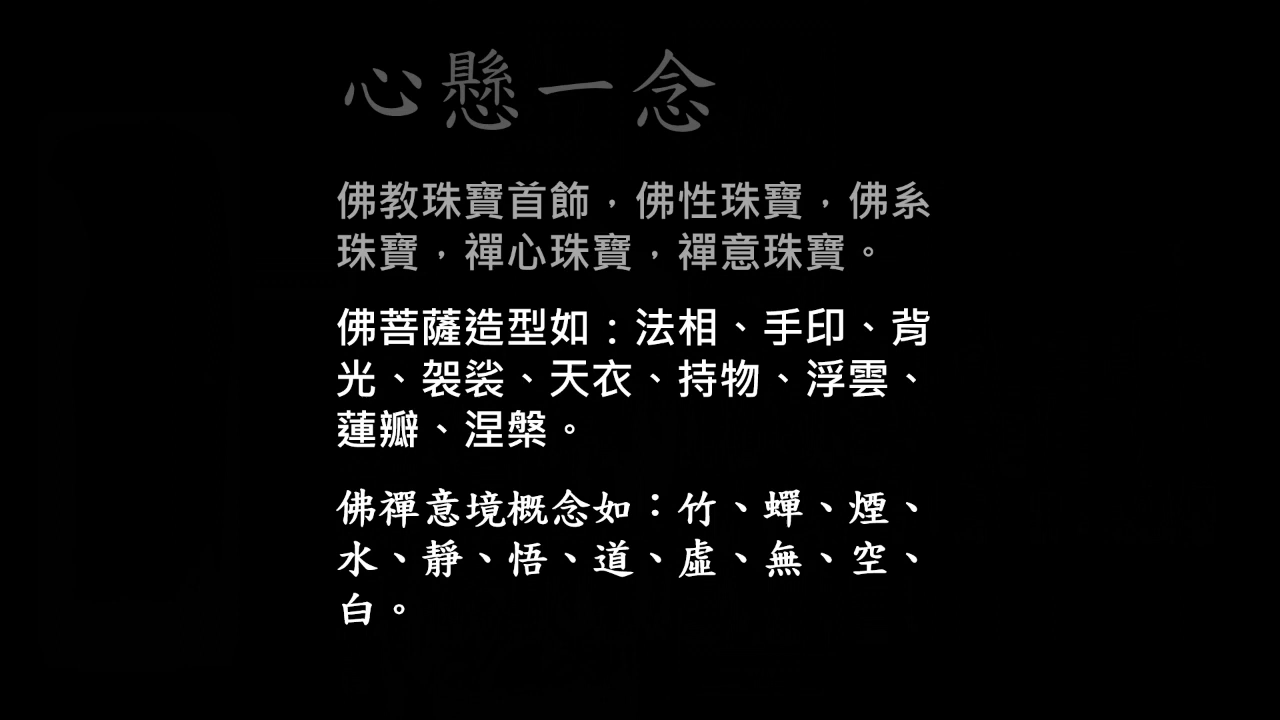 心懸一念
佛教珠寶首飾，佛性珠寶，佛系
珠寶，禪心珠寶，禪意珠寶。
佛菩薩造型如：法相、手印、背
光、袈裟、天衣、持物、浮雲、
蓮瓣、涅槃。
佛禪意境概念如：竹、蟬、煙、
水、靜、悟、道、虛、無、空、
白。